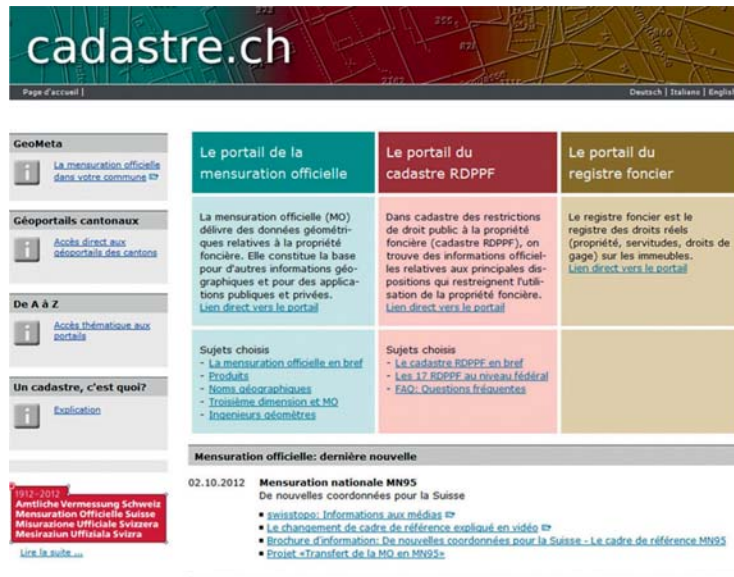 cadastre.ch
Page d'accueil |
Deutsch | Italiano | English
GeoMeta
La mensuration officielle
dans votre commune
Géoportails cantonaux
Accès direct aux
géoportails des cantons
De A à Z
Accès thématique aux
portails
Un cadastre, c'est quoi?
Explication
1912-2012
Amtliche Vermessung Schweiz
Mensuration Officielle Suisse
Misurazione Ufficiale Svizzera
Mesiraziun Uffiziala Svizra
Lire la suite ...
Le portail de la
mensuration officielle
La mensuration officielle (MO)
délivre des données géométri-
ques relatives à la propriété
foncière. Elle constitue la base
pour d'autres informations géo-
graphiques et pour des applica-
tions publiques et privées.
Lien direct vers le portail
Sujets choisis
- La mensuration officielle en bref
- Produits
- Noms géographiques
- Troisième dimension et MO
- Ingenieurs géomètres
Le portail du
cadastre RDPPF
Dans cadastre des restrictions
de droit public à la propriété
foncière (cadastre RDPPF), on
trouve des informations officiel-
les relatives aux principales dis-
positions qui restreignent l'utili-
sation de la propriété foncière.
Lien direct vers le portail
Sujets choisis
- Le cadastre RDPPF en bref
- Les 17 RDPPF au niveau fédéral
- FAQ: Questions fréquentes
Le portail du
registre foncier
Le registre foncier est le
registre des droits réels
(propriété, servitudes, droits de
gage) sur les immeubles.
Lien direct vers le portail
Mensuration officielle: dernière nouvelle
02.10.2012 Mensuration nationale MN95
De nouvelles coordonnées pour la Suisse
▪ swisstopo: Informations aux médias
▪ Le changement de cadre de référence expliqué en vidéo
▪ Brochure d'information: De nouvelles coordonnées pour la Suisse - Le cadre de référence MN95
▪ Projet «Transfert de la MO en MN95»